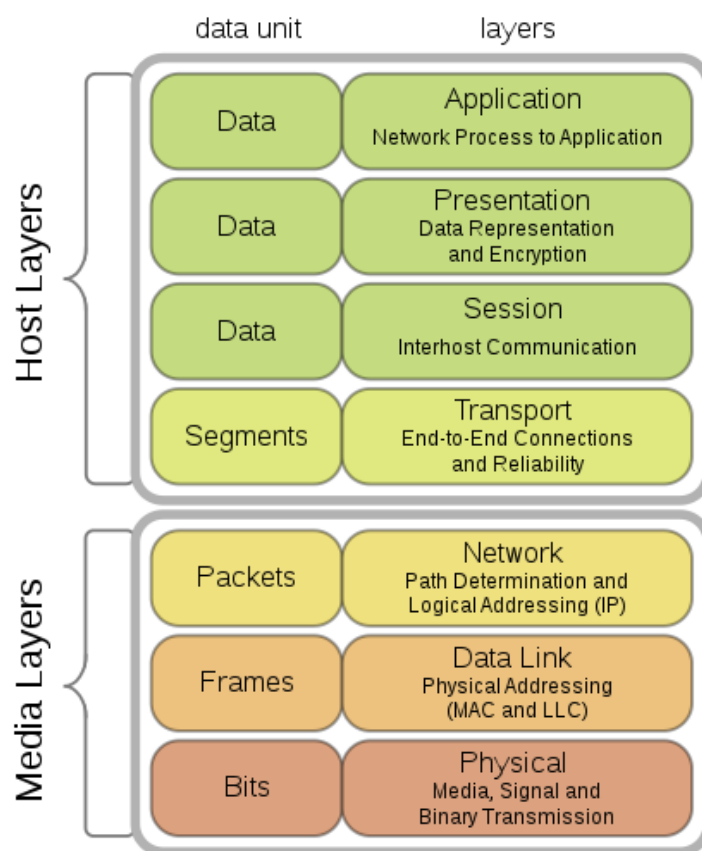 data unit
layers
Host Layers
Data
Application
Network Process to Application
Data
Presentation
Data Representation
and Encryption
Data
Session
Interhost Communication
Segments
Transport
End-to-End Connections
and Reliability
Media Layers
Packets
Network
Path Determination and
Logical Addressing (IP)
Frames
Data Link
Physical Addressing
(MAC and LLC)
Bits
Physical
Media, Signal and
Binary Transmission